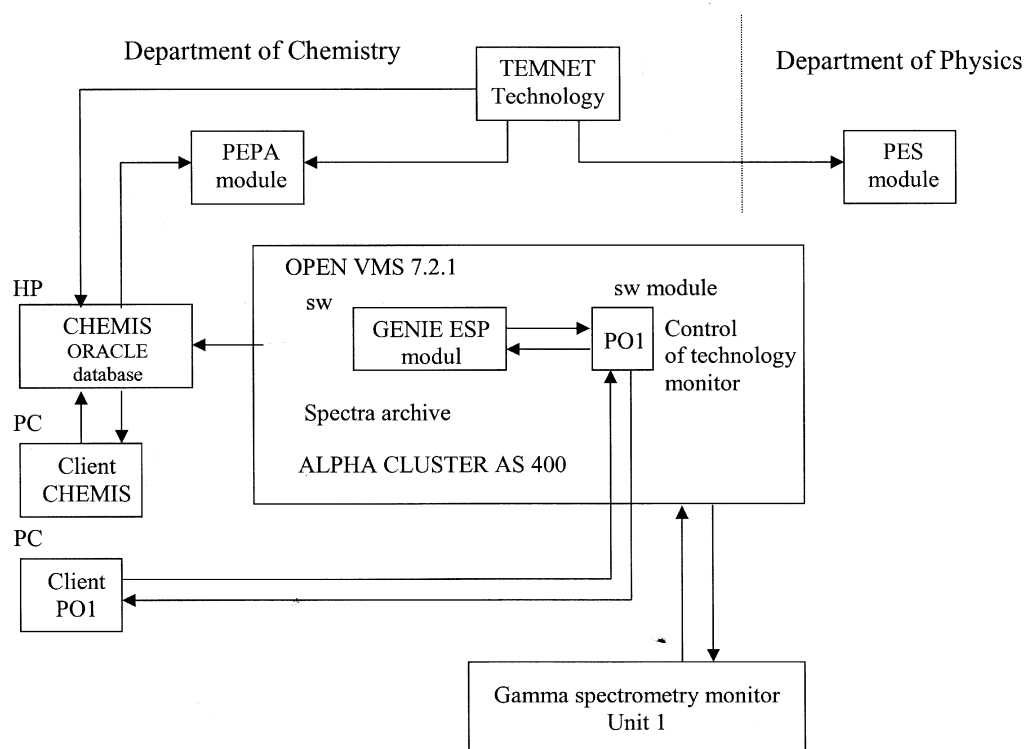 Department of Chemistry
TEMNET
Technology
Department of Physics
PEPA
module
PES
module
OPEN VMS 7.2.1
HP
sw
sw module
CHEMIS
ORACLE
database
GENIE ESP
modul
PO1
Control
of technology
monitor
Spectra archive
PC
Client
CHEMIS
ALPHA CLUSTER AS 400
PC
Client
PO1
Gamma spectrometry monitor
Unit 1